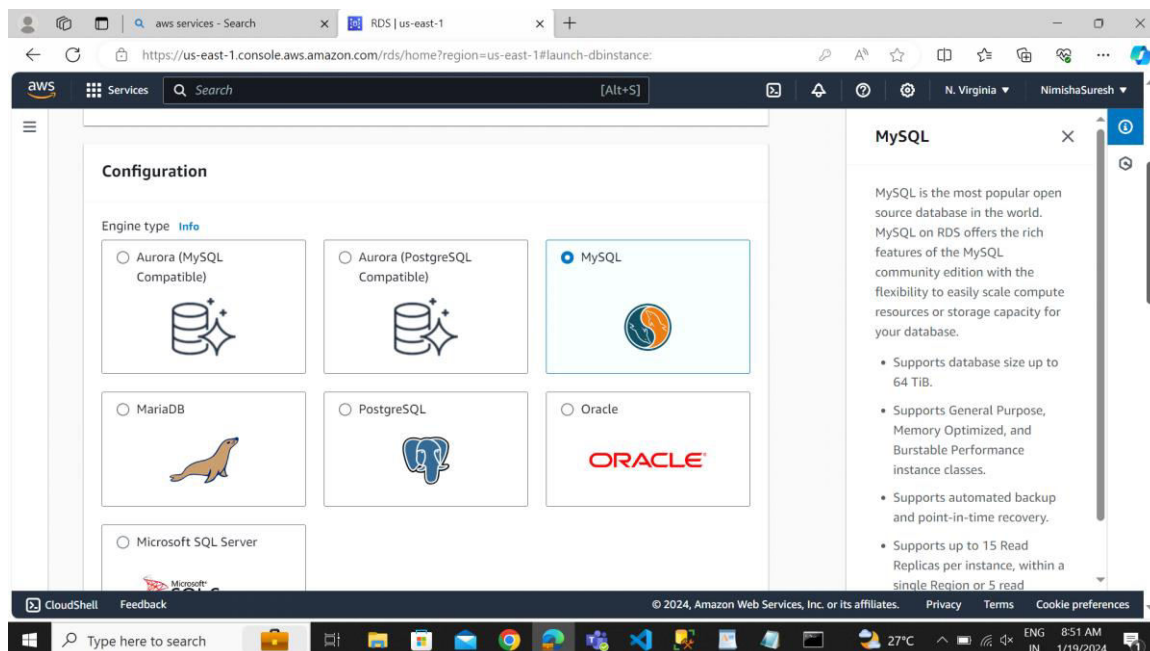 aws services - Search
RDS | us-east-1
https://us-east-1.console.aws.amazon.com/rds/home?region=us-east-1#launch-dbinstance:
aws
Services
Search
[Alt+S]
N. Virginia
NimishaSuresh
Configuration
Engine type Info
Aurora (MySQL
Compatible)
Aurora (PostgreSQL
Compatible)
MySQL
MariaDB
PostgreSQL
Oracle
ORACLE
Microsoft SQL Server
Microsoft
MySQL
MySQL is the most popular open
source database in the world.
MySQL on RDS offers the rich
features of the MySQL
community edition with the
flexibility to easily scale compute
resources or storage capacity for
your database.
• Supports database size up to
64 TiB.
• Supports General Purpose,
Memory Optimized, and
Burstable Performance
instance classes.
• Supports automated backup
and point-in-time recovery.
• Supports up to 15 Read
Replicas per instance, within a
single Region or 5 read
CloudShell
Feedback
© 2024, Amazon Web Services, Inc. or its affiliates.
Privacy
Terms
Cookie preferences
Type here to search
27°C
ENG
IN
8:51 AM
1/19/2024